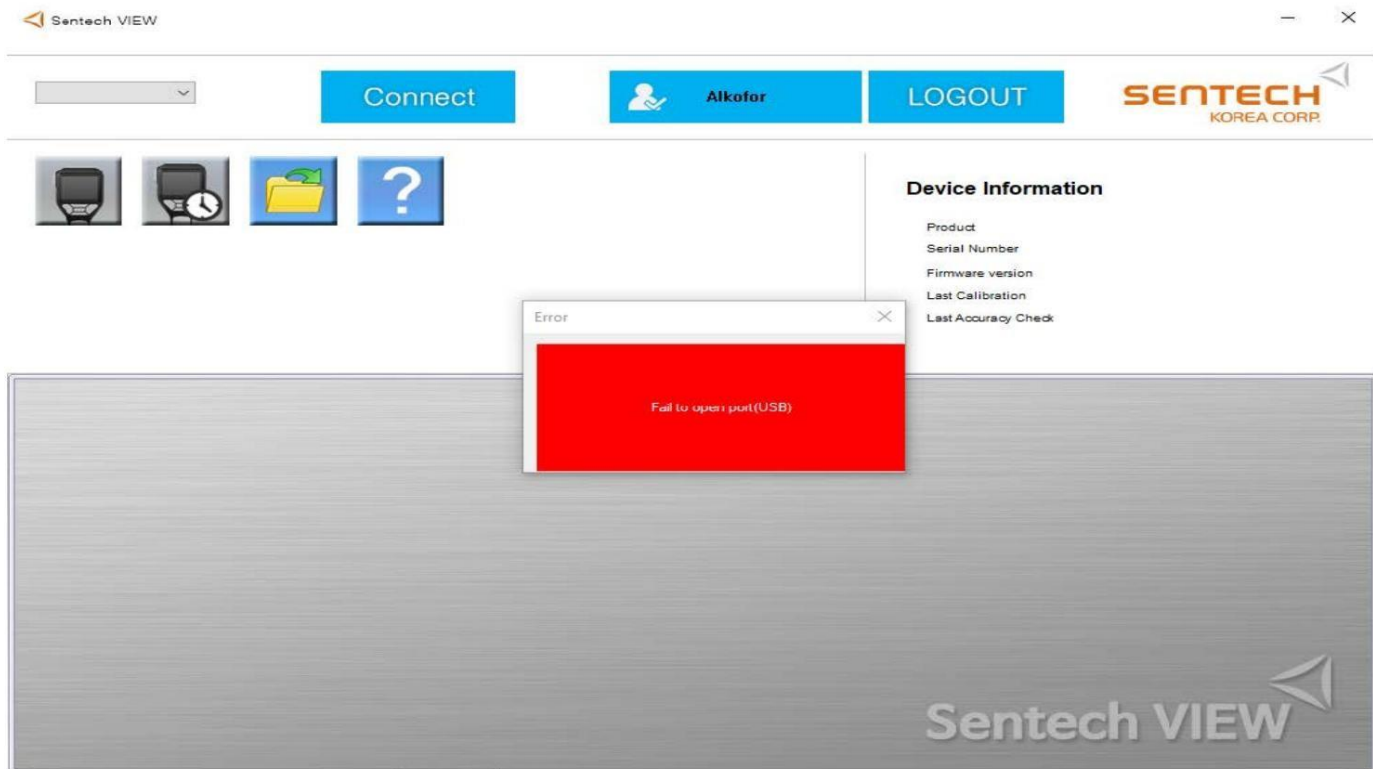 Sentech VIEW
Connect
Alkofor
LOGOUT
SENTECH
KOREA CORP.
?
Device Information
Product
Serial Number
Firmware version
Last Calibration
Last Accuracy Check
Error
Fail to open port(USB)
Sentech VIEW